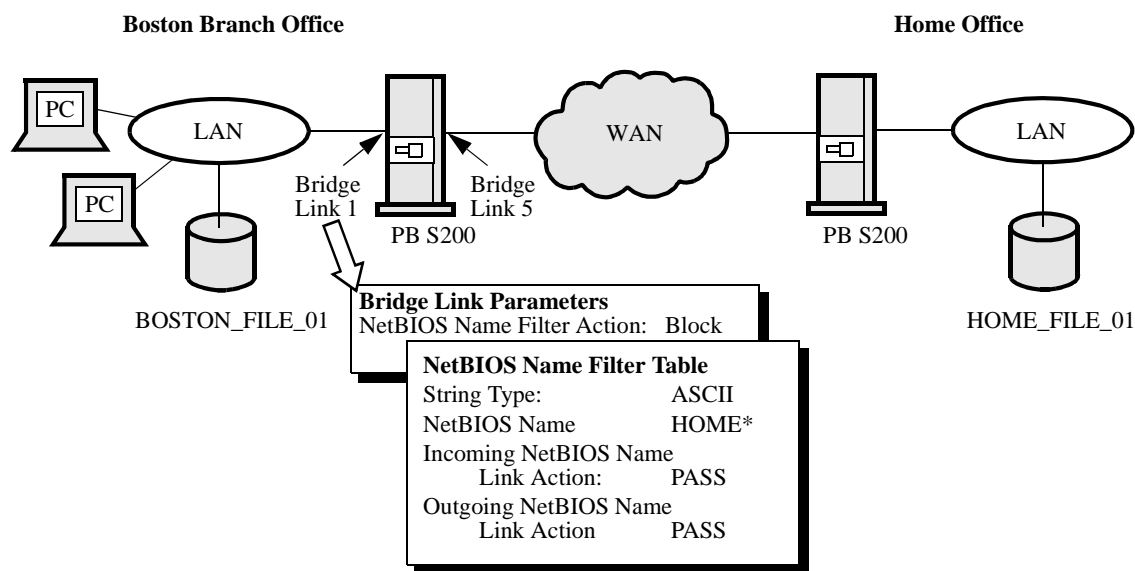 Boston Branch Office
Home Office
PC
LAN
WAN
LAN
PC
Bridge
Link 1
Bridge
Link 5
PB S200
PB S200
BOSTON_FILE_01
HOME_FILE_01
Bridge Link Parameters
NetBIOS Name Filter Action: Block
NetBIOS Name Filter Table
String Type: ASCII
NetBIOS Name HOME*
Incoming NetBIOS Name
Link Action: PASS
Outgoing NetBIOS Name
Link Action PASS